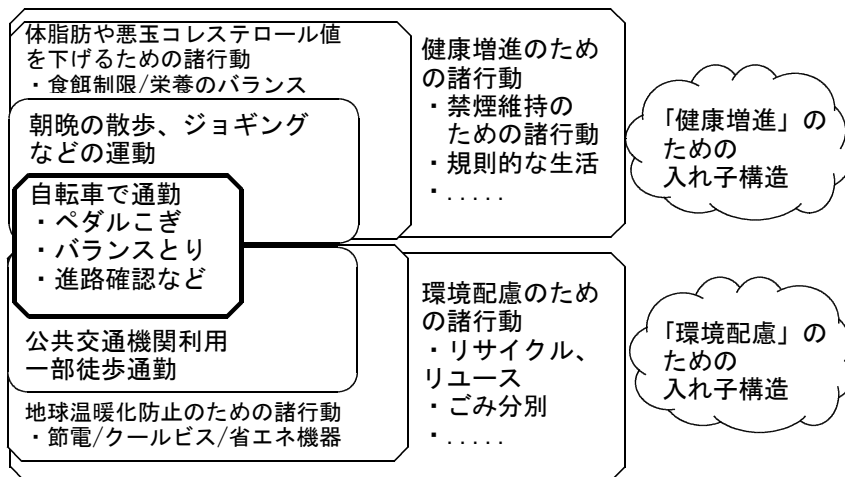 体脂肪や悪玉コレステロール値
を下げるための諸行動
・食餌制限/栄養のバランス
朝晩の散歩、ジョギング
などの運動
自転車で通勤
・ペダルこぎ
・バランスとり
・進路確認など
公共交通機関利用
一部徒歩通勤
地球温暖化防止のための諸行動
・節電/クールビス/省エネ機器
健康増進のため
の諸行動
・禁煙維持の
ための諸行動
・規則的な生活
・.....
環境配慮のため
の諸行動
・リサイクル、
リユース
・ごみ分別
・.....
「健康増進」の
ための
入れ子構造
「環境配慮」の
ための
入れ子構造